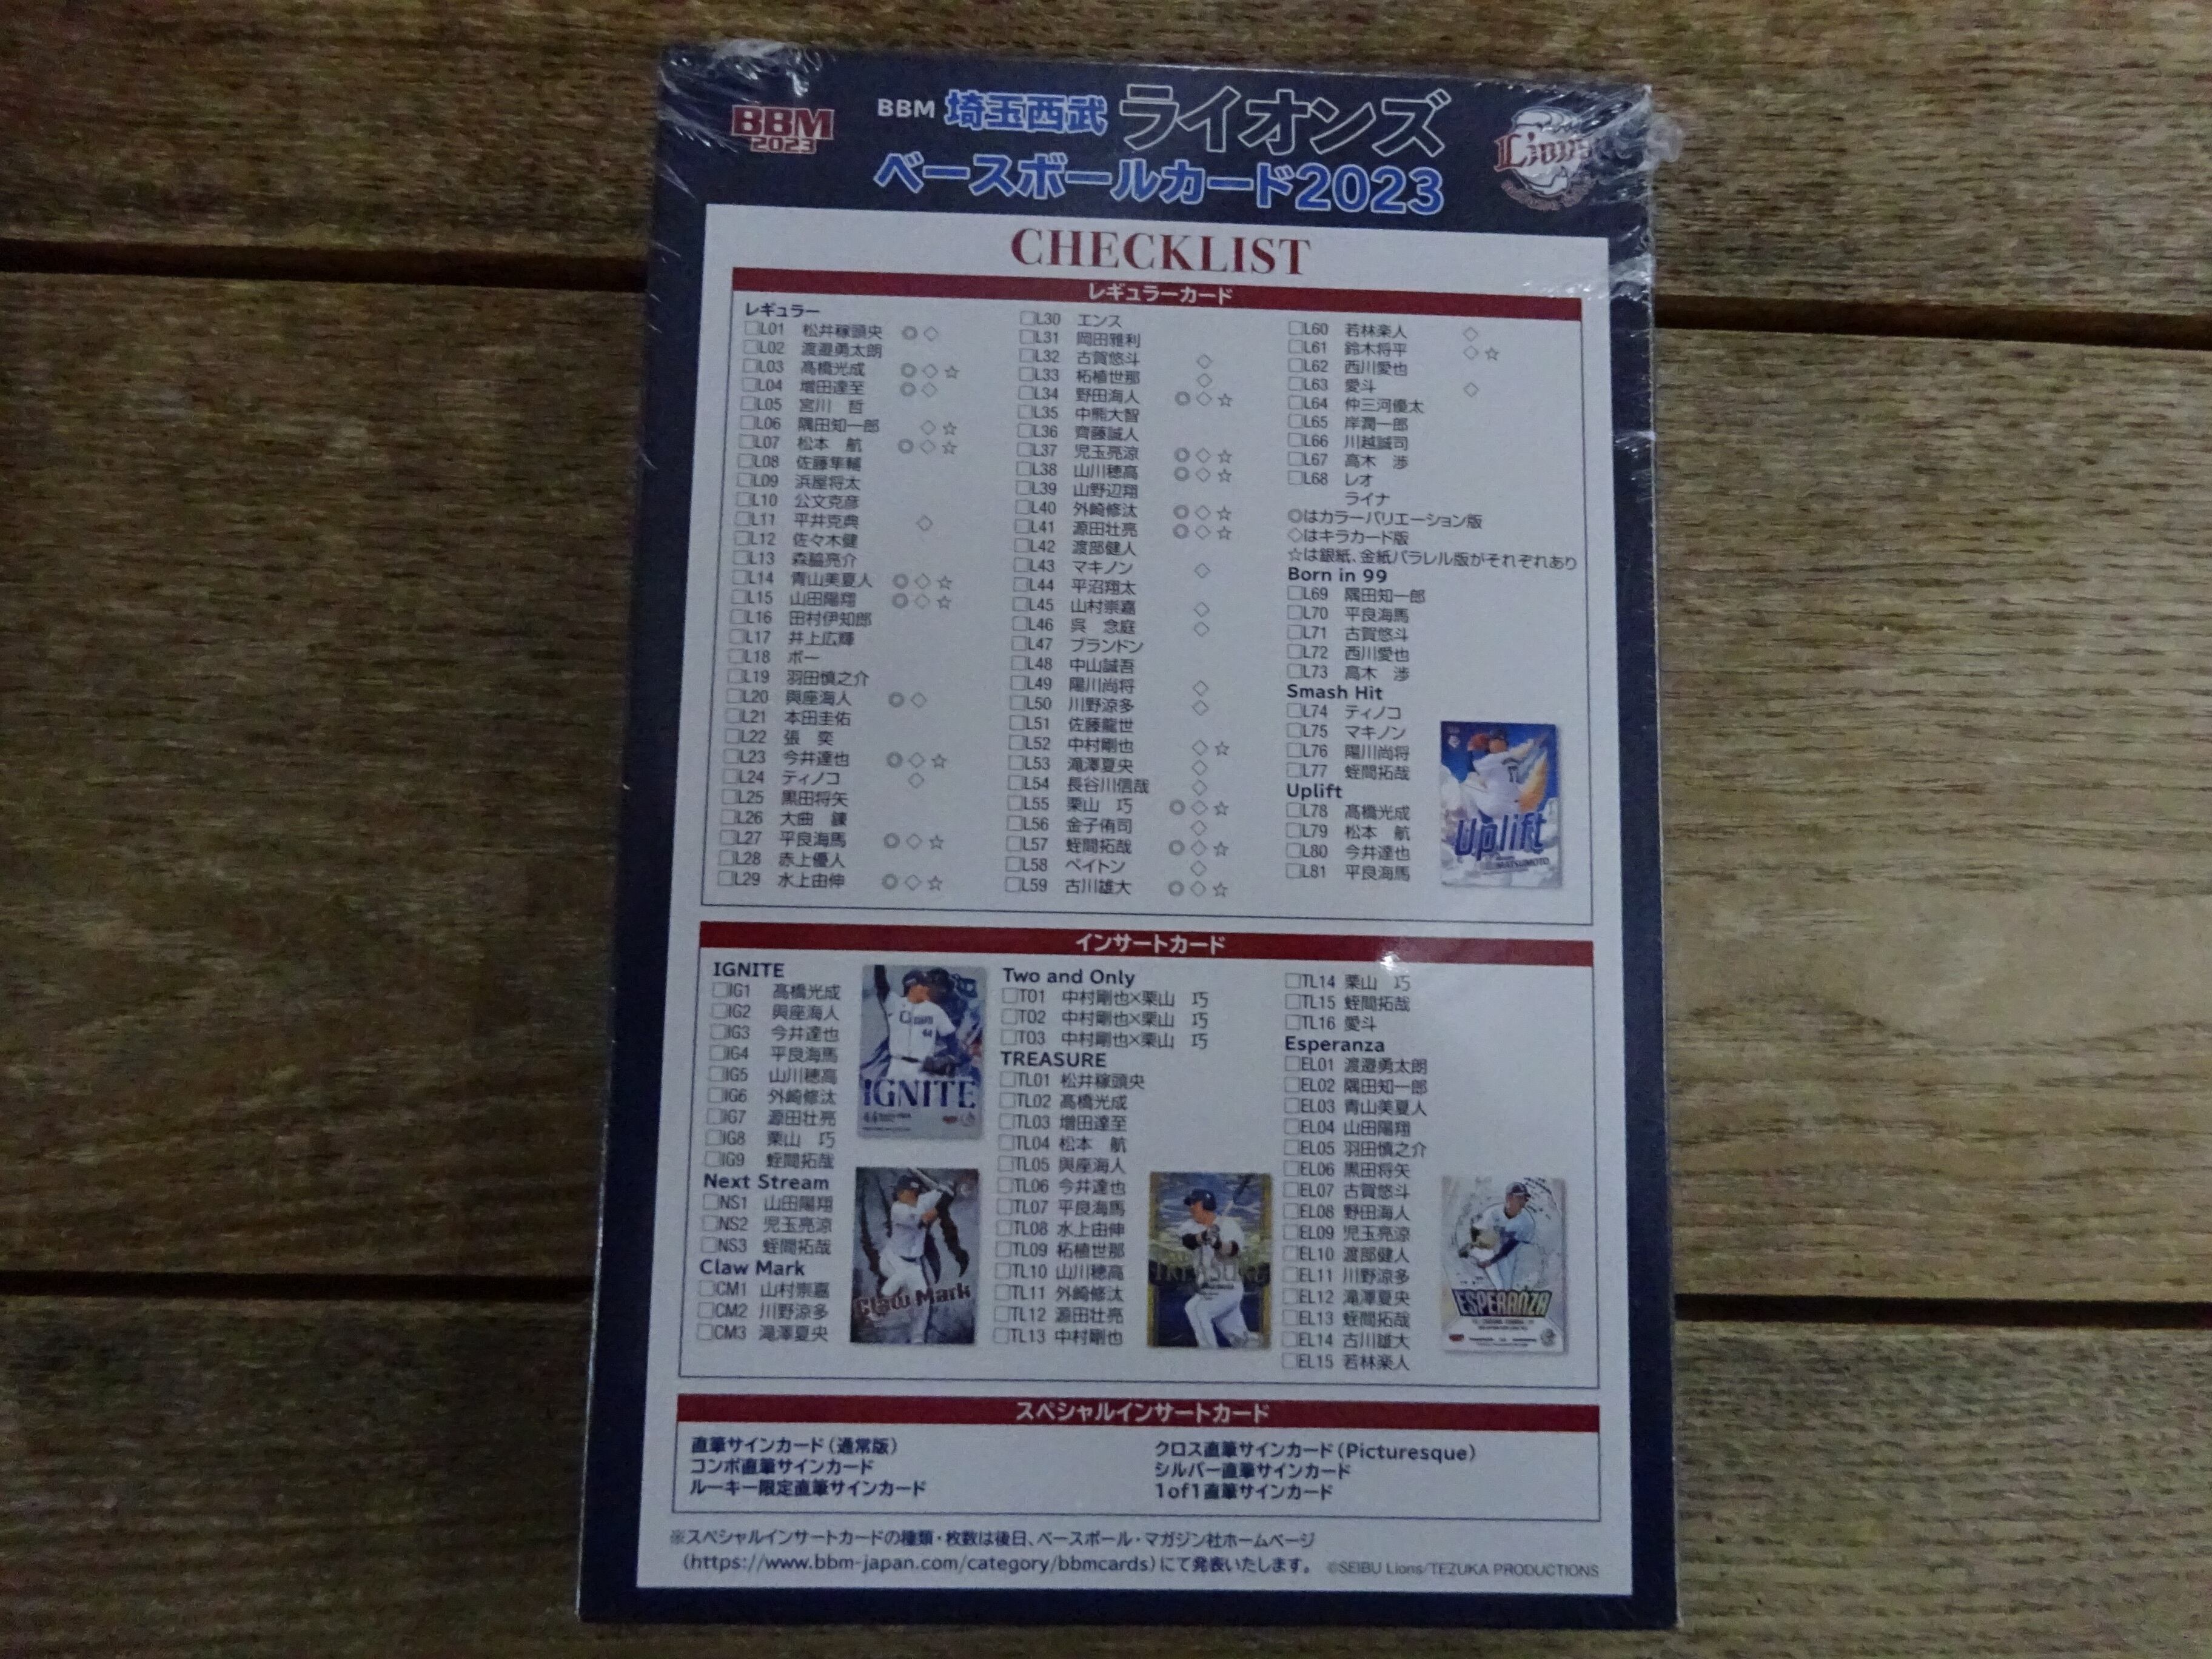 BBM
2023
BBM 埼玉西武 ライオンズ
ベースボールカード2023
Lions
CHECKLIST
レギュラーカード
レギュラー
L01 松井稼頭央 ◎◇
L02 渡邉勇太朗
L03 髙橋光成 ◎◇☆
L04 増田達至 ◎◇
L05 宮川 哲
L06 隅田知一郎 ◇☆
L07 松本 航 ◎◇☆
L08 佐藤隼輔
L09 浜屋将太
L10 公文克彦
L11 平井克典 ◇
L12 佐々木健
L13 森脇亮介
L14 青山美夏人 ◎◇☆
L15 山田陽翔 ◎◇☆
L16 田村伊知郎
L17 井上広輝
L18 ボー
L19 羽田慎之介
L20 與座海人 ◎◇
L21 本田圭佑
L22 張 奕
L23 今井達也 ◎◇☆
L24 ティノコ ◇
L25 黒田将矢
L26 大曲 錬
L27 平良海馬 ◎◇☆
L28 赤上優人
L29 水上由伸 ◎◇☆
L30 エンス
L31 岡田雅利
L32 古賀悠斗 ◇
L33 柘植世那 ◇
L34 野田海人 ◎◇☆
L35 中熊大智
L36 齊藤誠人
L37 児玉亮涼 ◎◇☆
L38 山川穂高 ◎◇☆
L39 山野辺翔
L40 外崎修汰 ◎◇☆
L41 源田壮亮 ◎◇☆
L42 渡部健人
L43 マキノン ◇
L44 平沼翔太
L45 山村崇嘉 ◇
L46 呉 念庭 ◇
L47 ブランドン
L48 中山誠吾
L49 陽川尚将 ◇
L50 川野涼多 ◇
L51 佐藤龍世
L52 中村剛也 ◇☆
L53 滝澤夏央 ◇
L54 長谷川信哉 ◇
L55 栗山 巧 ◎◇☆
L56 金子侑司 ◇
L57 蛭間拓哉 ◎◇☆
L58 ペイトン ◇
L59 古川雄大 ◎◇☆
L60 若林楽人 ◇
L61 鈴木将平 ◇☆
L62 西川愛也
L63 愛斗 ◇
L64 仲三河優太
L65 岸潤一郎
L66 川越誠司
L67 高木 渉
L68 レオ
ライナ
◎はカラーバリエーション版
◇はキラカード版
☆は銀紙、金紙パラレル版がそれぞれあり
Born in 99
L69 隅田知一郎
L70 平良海馬
L71 古賀悠斗
L72 西川愛也
L73 高木 渉
Smash Hit
L74 ティノコ
L75 マキノン
L76 陽川尚将
L77 蛭間拓哉
Uplift
L78 髙橋光成
L79 松本 航
L80 今井達也
L81 平良海馬
Uplift
MATSUMOTO
インサートカード
IGNITE
IG1 髙橋光成
IG2 與座海人
IG3 今井達也
IG4 平良海馬
IG5 山川穂高
IG6 外崎修汰
IG7 源田壮亮
IG8 栗山 巧
IG9 蛭間拓哉
Next Stream
NS1 山田陽翔
NS2 児玉亮涼
NS3 蛭間拓哉
Claw Mark
CM1 山村崇嘉
CM2 川野涼多
CM3 滝澤夏央
IGNITE
44
Claw Mark
Two and Only
TO1 中村剛也×栗山 巧
TO2 中村剛也×栗山 巧
TO3 中村剛也×栗山 巧
TREASURE
TL01 松井稼頭央
TL02 髙橋光成
TL03 増田達至
TL04 松本 航
TL05 與座海人
TL06 今井達也
TL07 平良海馬
TL08 水上由伸
TL09 柘植世那
TL10 山川穂高
TL11 外崎修汰
TL12 源田壮亮
TL13 中村剛也
TREASURE
TL14 栗山 巧
TL15 蛭間拓哉
TL16 愛斗
Esperanza
EL01 渡邉勇太朗
EL02 隅田知一郎
EL03 青山美夏人
EL04 山田陽翔
EL05 羽田慎之介
EL06 黒田将矢
EL07 古賀悠斗
EL08 野田海人
EL09 児玉亮涼
EL10 渡部健人
EL11 川野涼多
EL12 滝澤夏央
EL13 蛭間拓哉
EL14 古川雄大
EL15 若林楽人
ESPERANZA
スペシャルインサートカード
直筆サインカード（通常版）
コンボ直筆サインカード
ルーキー限定直筆サインカード
クロス直筆サインカード（Picturesque）
シルバー直筆サインカード
1of1直筆サインカード
※スペシャルインサートカードの種類・枚数は後日、ベースボール・マガジン社ホームページ
（https://www.bbm-japan.com/category/bbmcards）にて発表いたします。 ©SEIBU Lions/TEZUKA PRODUCTIONS